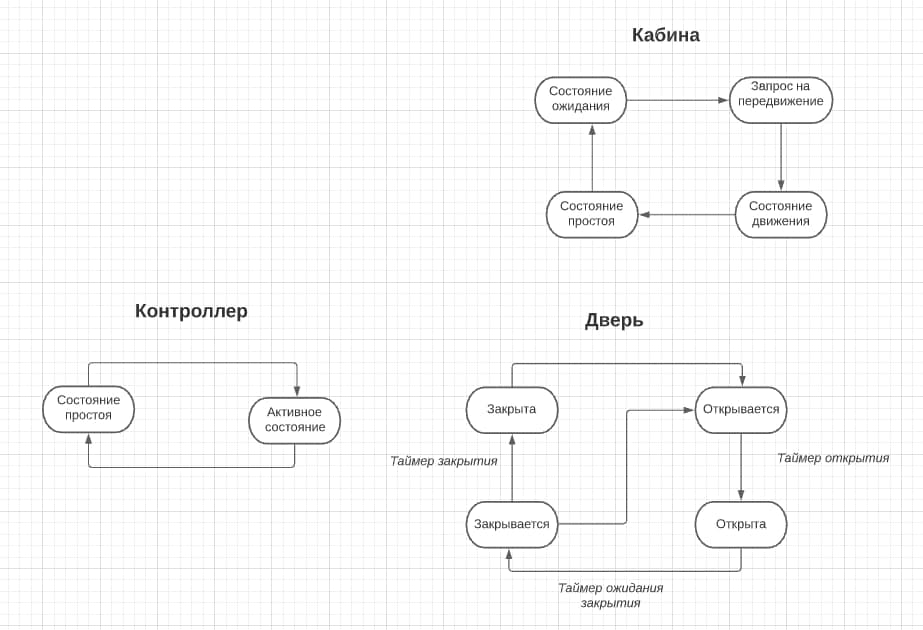 Кабина
Состояние
ожидания
Запрос на
передвижение
Состояние
простоя
Состояние
движения
Контроллер
Состояние
простоя
Активное
состояние
Дверь
Закрыта
Открывается
Таймер закрытия
Таймер открытия
Закрывается
Открыта
Таймер ожидания
закрытия